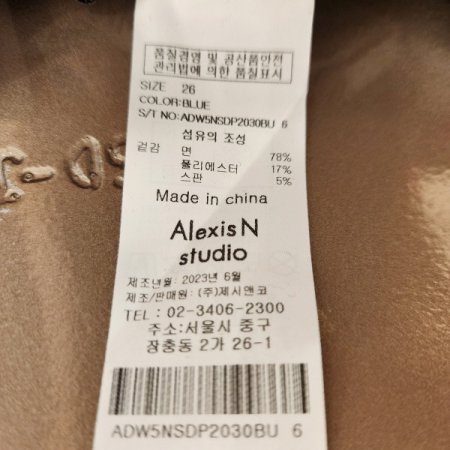 품질경영 및 공산품안전
관리법에 의한 품질표시
SIZE 26
COLOR:BLUE
S/T NO:ADW5NSDP2030BU 6
섬유의 조성
겉감 면 78%
폴리에스터 17%
스판 5%
Made in china
AlexisN
studio
제조년월 : 2023년 6월
제조/판매원 : (주)제시앤코
TEL : 02-3406-2300
주소:서울시 중구
장충동 2가 26-1
ADW5NSDP2030BU 6